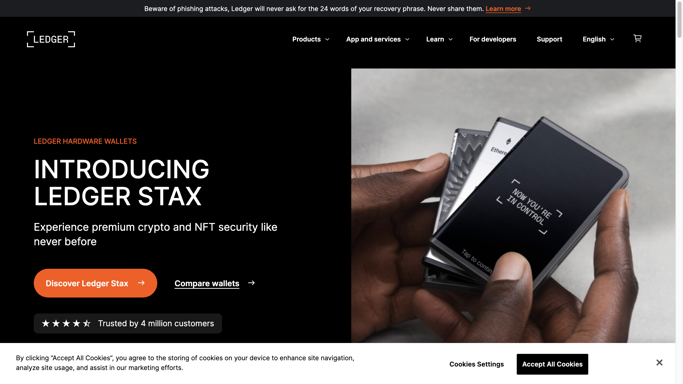 Beware of phishing attacks, Ledger will never ask for the 24 words of your recovery phrase. Never share them. Learn more →
LEDGER
Products
App and services
Learn
For developers
Support
English
LEDGER HARDWARE WALLETS
INTRODUCING
LEDGER STAX
Experience premium crypto and NFT security like
never before
Discover Ledger Stax →
Compare wallets →
Trusted by 4 million customers
NOW YOU'RE
IN CONTROL
By clicking “Accept All Cookies”, you agree to the storing of cookies on your device to enhance site navigation,
analyze site usage, and assist in our marketing efforts.
Cookies Settings
Accept All Cookies